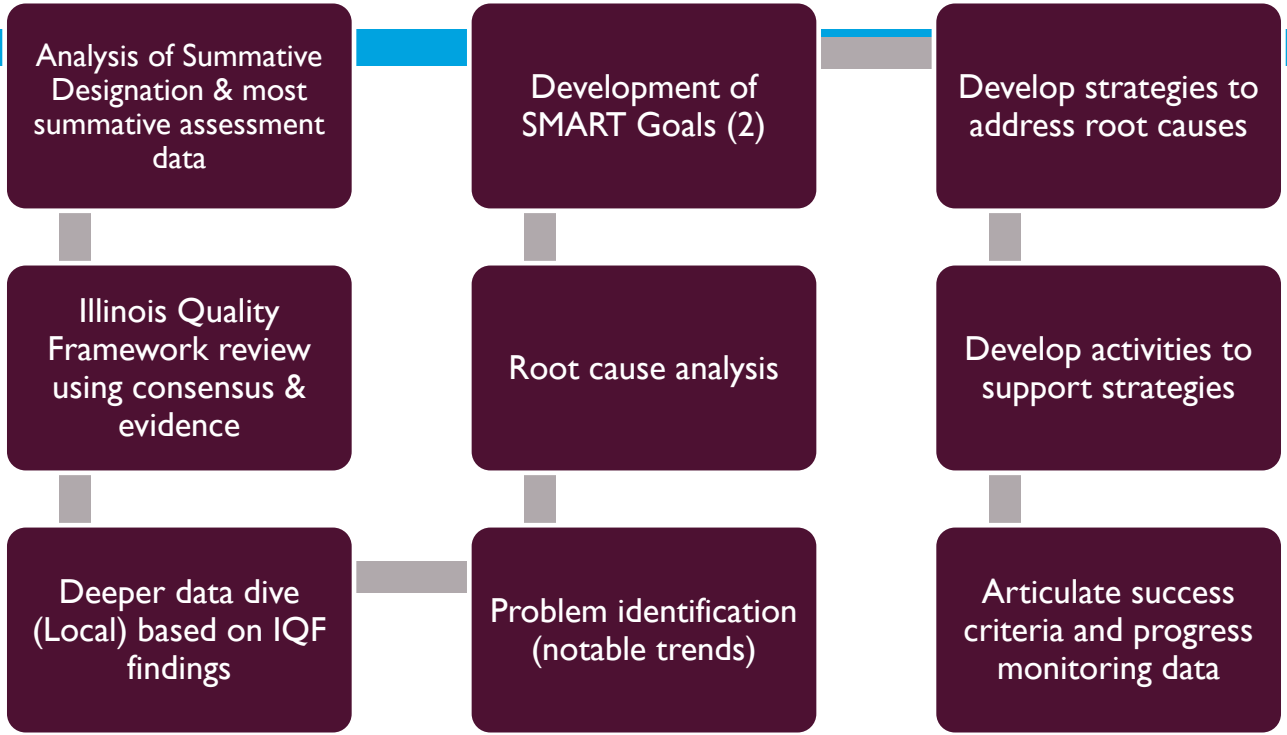 Analysis of Summative
Designation & most
summative assessment
data
Illinois Quality
Framework review
using consensus &
evidence
Deeper data dive
(Local) based on IQF
findings
Problem identification
(notable trends)
Root cause analysis
Development of
SMART Goals (2)
Develop strategies to
address root causes
Develop activities to
support strategies
Articulate success
criteria and progress
monitoring data